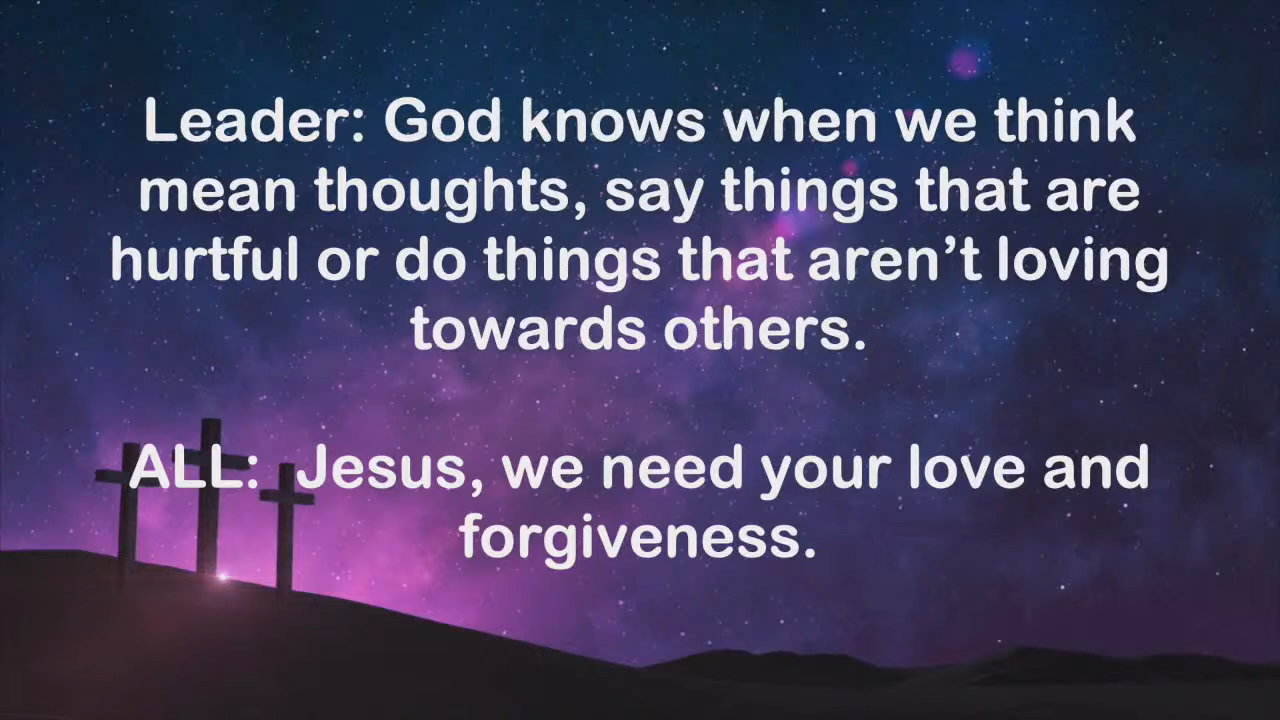 Leader: God knows when we think
mean thoughts, say things that are
hurtful or do things that aren’t loving
towards others.
ALL:  Jesus, we need your love and
forgiveness.